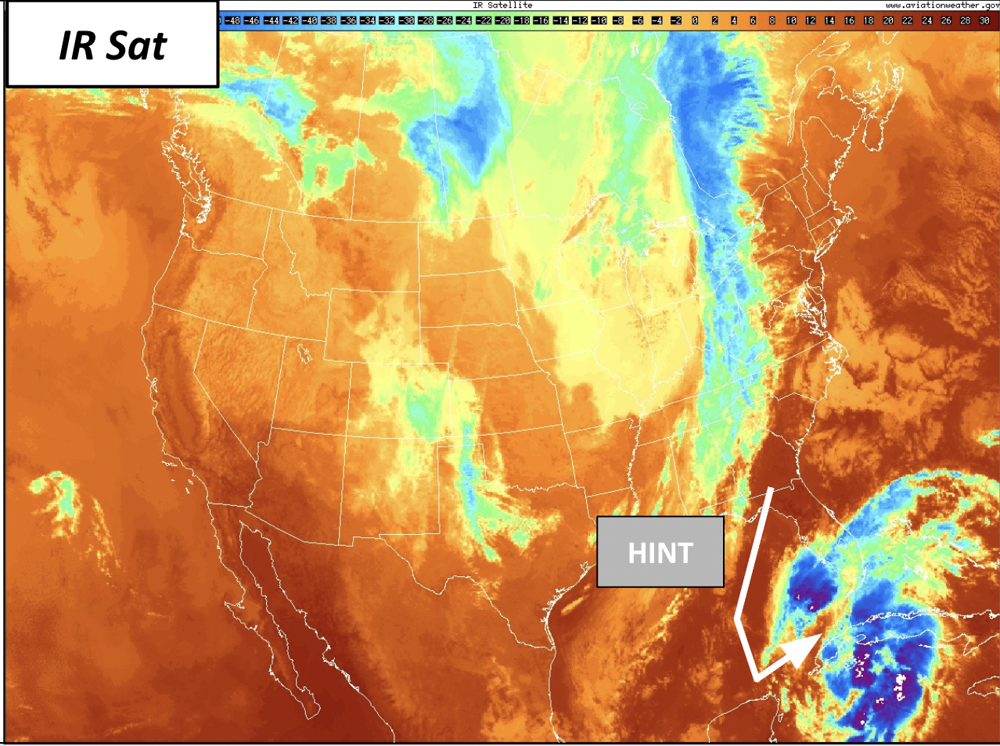 IR Satellite
www.aviationweather.gov
-48 -46 -44 -42 -40 -38 -36 -34 -32 -30 -28 -26 -24 -22 -20 -18 -16 -14 -12 -10 -8 -6 -4 -2 0 2 4 6 8 10 12 14 16 18 20 22 24 26 28 30
IR Sat
HINT